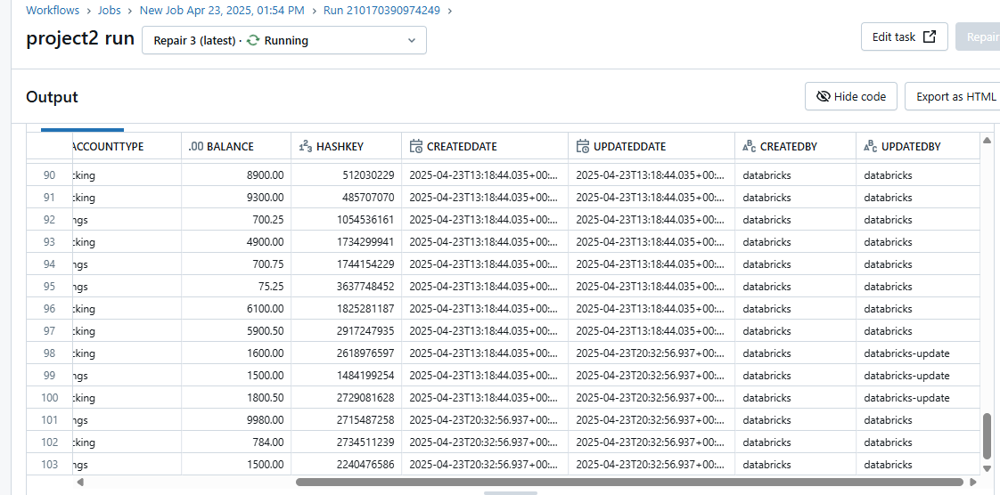 Workflows > Jobs > New Job Apr 23, 2025, 01:54 PM > Run 210170390974249 >
project2 run Repair 3 (latest) · Running Edit task Repair
Output Hide code Export as HTML
ACCOUNTTYPE .00 BALANCE 123 HASHKEY CREATEDDATE UPDATEDDATE ABC CREATEDBY ABC UPDATEDBY
90 cking 8900.00 512030229 2025-04-23T13:18:44.035+00:... 2025-04-23T13:18:44.035+00:... databricks databricks
91 cking 9300.00 485707070 2025-04-23T13:18:44.035+00:... 2025-04-23T13:18:44.035+00:... databricks databricks
92 ngs 700.25 1054536161 2025-04-23T13:18:44.035+00:... 2025-04-23T13:18:44.035+00:... databricks databricks
93 cking 4900.00 1734299941 2025-04-23T13:18:44.035+00:... 2025-04-23T13:18:44.035+00:... databricks databricks
94 ngs 700.75 1744154229 2025-04-23T13:18:44.035+00:... 2025-04-23T13:18:44.035+00:... databricks databricks
95 ngs 75.25 3637748452 2025-04-23T13:18:44.035+00:... 2025-04-23T13:18:44.035+00:... databricks databricks
96 cking 6100.00 1825281187 2025-04-23T13:18:44.035+00:... 2025-04-23T13:18:44.035+00:... databricks databricks
97 cking 5900.50 2917247935 2025-04-23T13:18:44.035+00:... 2025-04-23T13:18:44.035+00:... databricks databricks
98 cking 1600.00 2618976597 2025-04-23T13:18:44.035+00:... 2025-04-23T20:32:56.937+00:... databricks databricks-update
99 ngs 1500.00 1484199254 2025-04-23T13:18:44.035+00:... 2025-04-23T20:32:56.937+00:... databricks databricks-update
100 cking 1800.50 2729081628 2025-04-23T13:18:44.035+00:... 2025-04-23T20:32:56.937+00:... databricks databricks-update
101 ngs 9980.00 2715487258 2025-04-23T20:32:56.937+00:... 2025-04-23T20:32:56.937+00:... databricks databricks
102 cking 784.00 2734511239 2025-04-23T20:32:56.937+00:... 2025-04-23T20:32:56.937+00:... databricks databricks
103 ngs 1500.00 2240476586 2025-04-23T20:32:56.937+00:... 2025-04-23T20:32:56.937+00:... databricks databricks